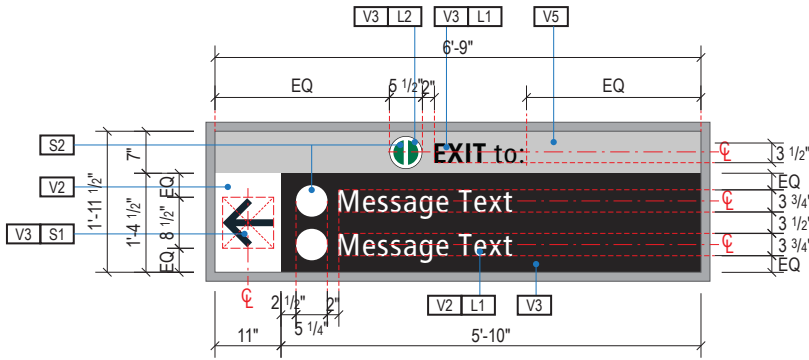 V3 L2 V3 L1 V5
6'-9"
EQ 5 1/2" 2" EQ
S2
EXIT to:
℄ 3 1/2"
7"
V2
1'-11 1/2"
EQ
EQ
Message Text
℄ 3 3/4"
1'-4 1/2"
8 1/2"
3 1/2"
V3 S1
Message Text
℄ 3 3/4"
EQ
EQ
℄
2 1/2" 2"
V2 L1 V3
5 1/4"
11" 5'-10"